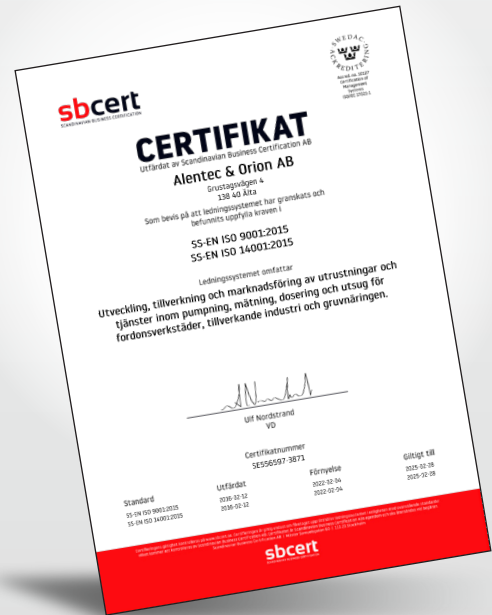 sbcert
SCANDINAVIAN BUSINESS CERTIFICATION
SWEDAC
ACKREDITERING
Certification of
Management
Systems
CERTIFIKAT
Utfärdat av Scandinavian Business Certification AB
Alentec & Orion AB
Grustagsvägen 4
138 40 Älta
Som bevis på att ledningssystemet har granskats och
befunnits uppfylla kraven i
SS-EN ISO 9001:2015
SS-EN ISO 14001:2015
Ledningssystemet omfattar
Utveckling, tillverkning och marknadsföring av utrustningar och
tjänster inom pumpning, mätning, dosering och utsug för
fordonsverkstäder, tillverkande industri och gruvnäringen.
Ulf Nordstrand
VD
Certifikatnummer
SE556597-3871
Standard Utfärdat Förnyelse Giltigt till
SS-EN ISO 9001:2015 2016-02-12 2022-02-04 2025-02-28
SS-EN ISO 14001:2015 2016-02-12 2022-02-04 2025-02-28
sbcert